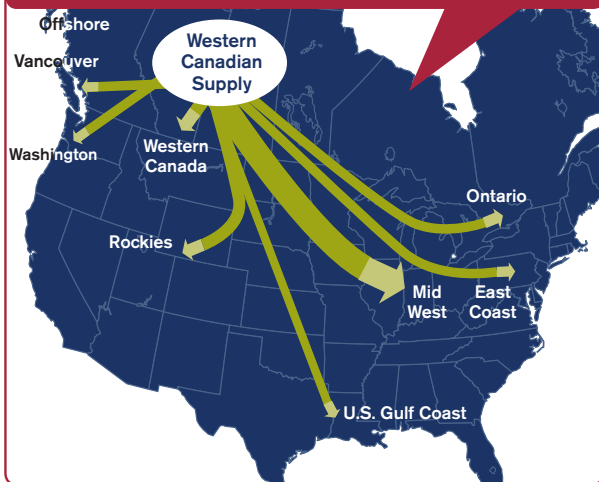 Offshore
Vancouver
Western
Canadian
Supply
Washington
Western
Canada
Ontario
Rockies
Mid
West
East
Coast
U.S. Gulf Coast